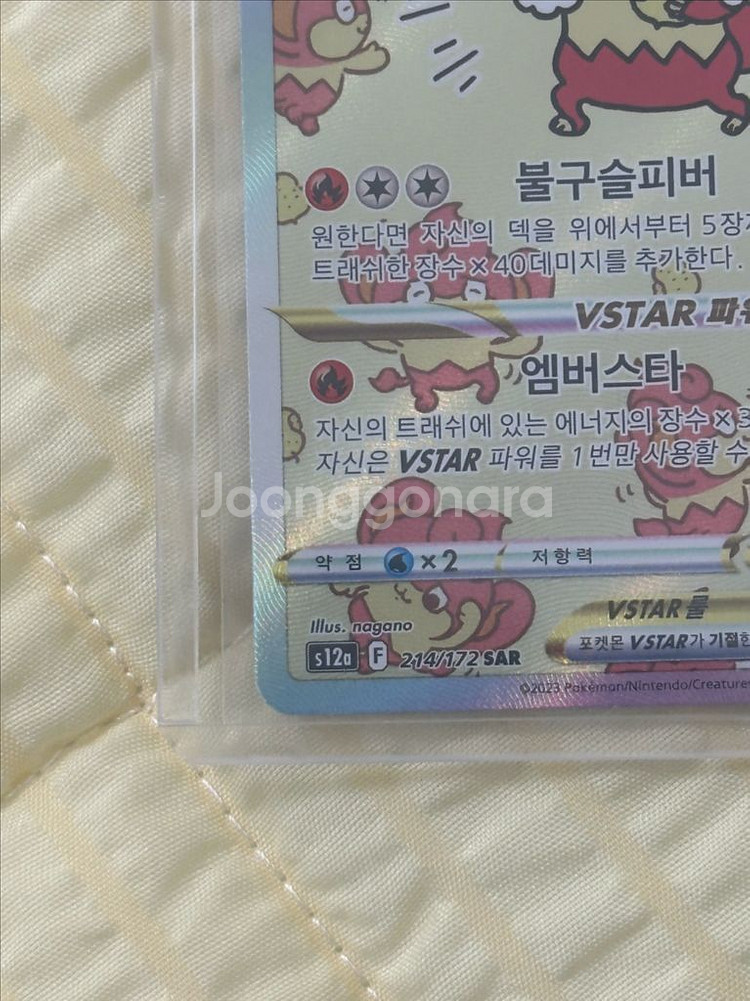 불구슬피버
원한다면 자신의 덱을 위에서부터 5장
트래쉬한 장수×40데미지를 추가한다.
VSTAR 파워
엠버스타
자신의 트래쉬에 있는 에너지의 장수×3
자신은 VSTAR 파워를 1번만 사용할 수
Joonggonara
약점 ×2 저항력
VSTAR룰
포켓몬 VSTAR가 기절한
Illus. nagano
s12a F 214/172 SAR
©2023 Pokémon/Nintendo/Creatures